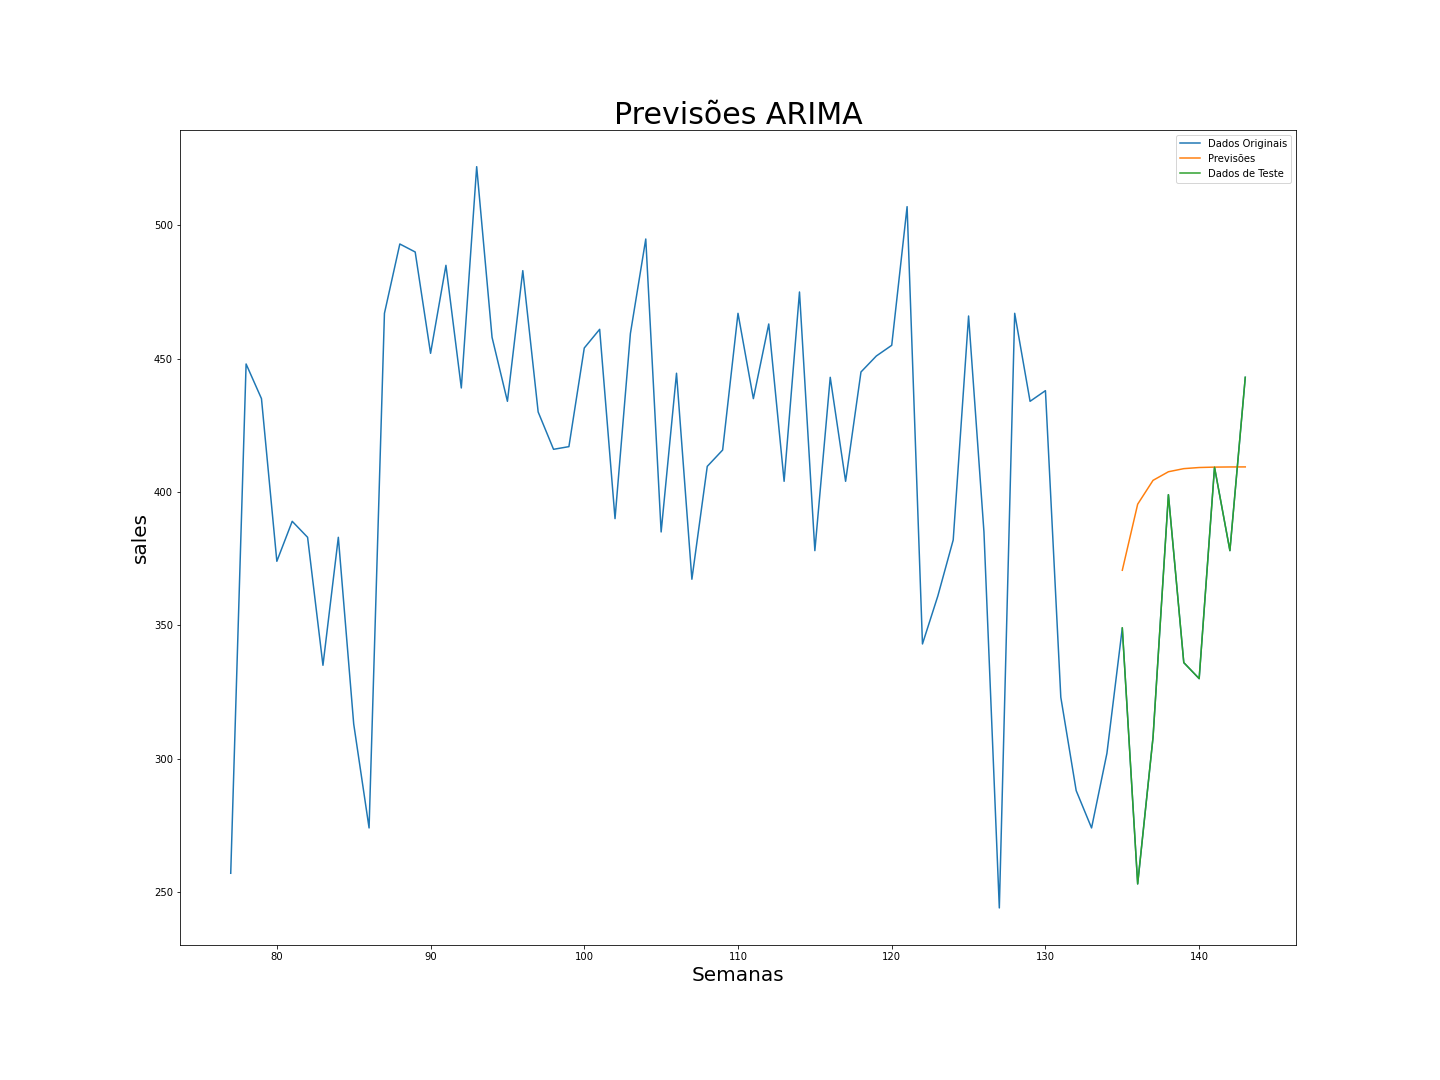 Previsões ARIMA
Dados Originais
Previsões
Dados de Teste
sales
500
450
400
350
300
250
80 90 100 110 120 130 140
Semanas